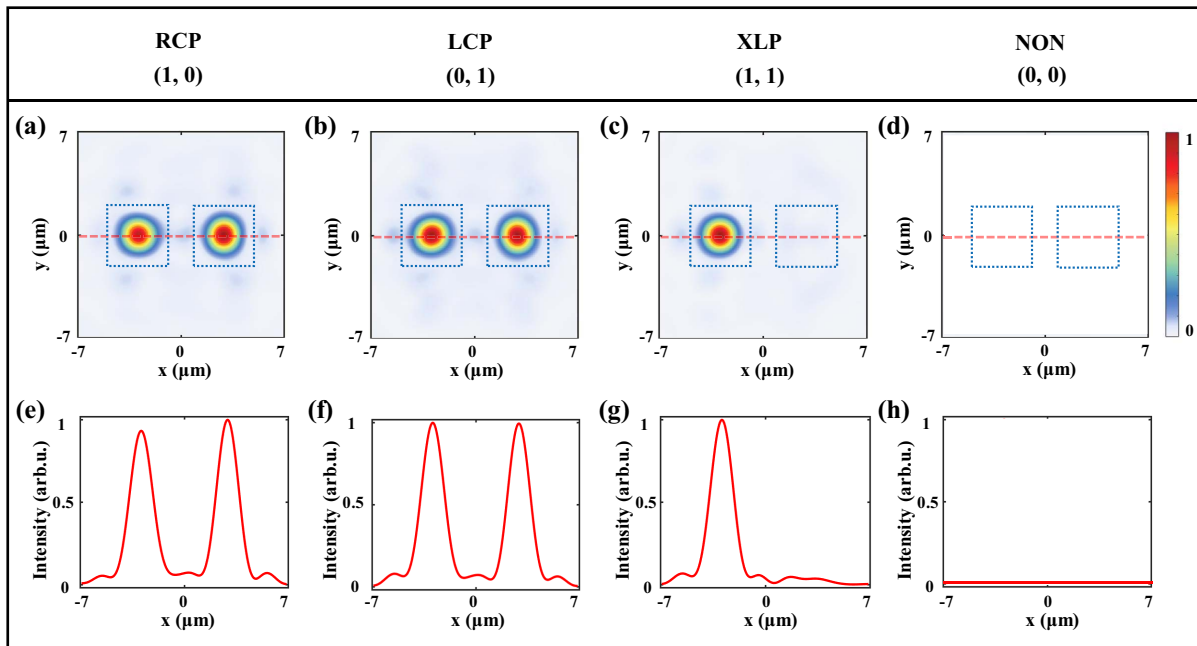 RCP LCP XLP NON
(1, 0) (0, 1) (1, 1) (0, 0)
(a) (b) (c) (d)
7 7 7 7 1
y (μm) 0 y (μm) 0 y (μm) 0 y (μm) 0
-7 -7 -7 -7 0
-7 0 7 -7 0 7 -7 0 7 -7 0 7
x (μm) x (μm) x (μm) x (μm)
(e) (f) (g) (h)
1 1 1 1
Intensity (arb.u.) 0.5 Intensity (arb.u.) 0.5 Intensity (arb.u.) 0.5 Intensity (arb.u.) 0.5
0 0 0 0
-7 0 7 -7 0 7 -7 0 7 -7 0 7
x (μm) x (μm) x (μm) x (μm)